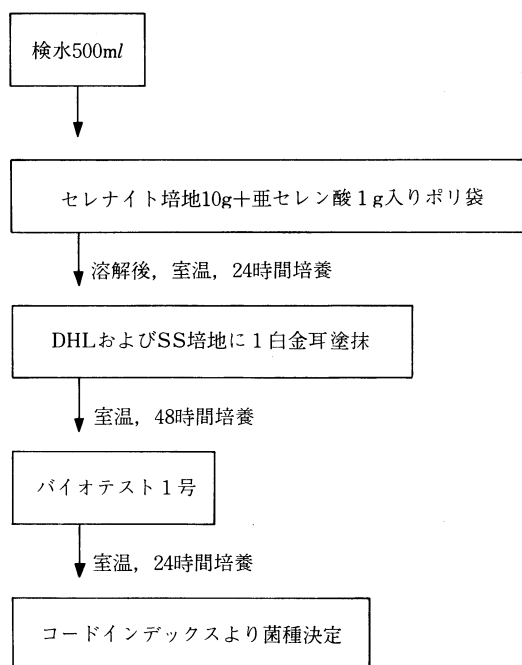 検水500ml
セレナイト培地10g+亜セレン酸1g入りポリ袋
溶解後，室温，24時間培養
DHLおよびSS培地に1白金耳塗抹
室温，48時間培養
バイオテスト1号
室温，24時間培養
コードインデックスより菌種決定